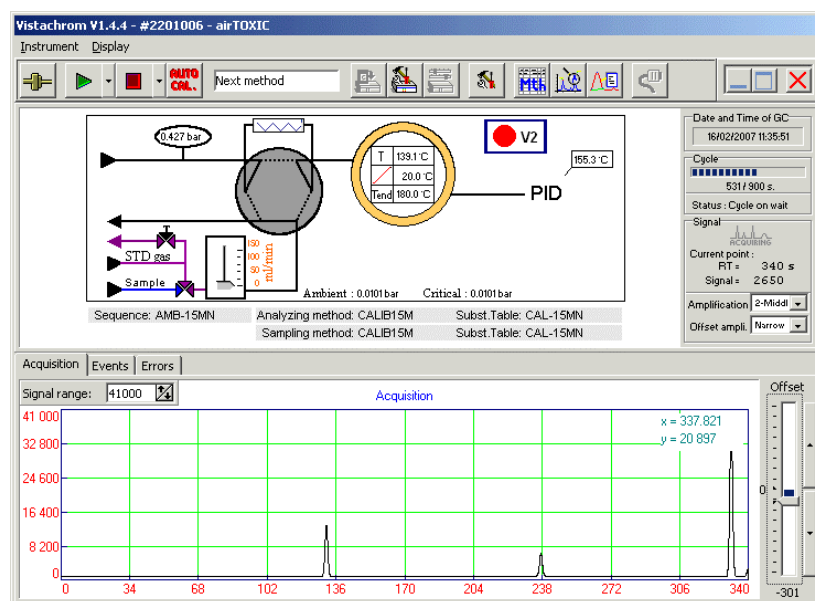 Vistachrom V1.4.4 - #2201006 - airTOXIC
Instrument Display
AUTO CAL.
Next method
Mth
0.427 bar
T 139.1°C
20.0°C
Tend 180.0°C
V2
155.3°C
PID
STD gas
Sample
150
100
50
0
ml/min
Ambient : 0.0101 bar Critical : 0.0101 bar
Sequence: AMB-15MN Analyzing method: CALIB15M Subst.Table: CAL-15MN
Sampling method: CALIB15M Subst.Table: CAL-15MN
Date and Time of GC
16/02/2007 11:35:51
Cycle
531 / 900 s.
Status : Cycle on wait
Signal
ACQUIRING
Current point :
RT = 340 s
Signal = 2650
Amplification 2-Middl
Offset ampli. Narrow
Acquisition Events Errors
Signal range: 41000
Acquisition
Offset
x = 337.821
y = 20 897
41 000
32 800
24 600
16 400
8 200
0
0 34 68 102 136 170 204 238 272 306 340
0
-301